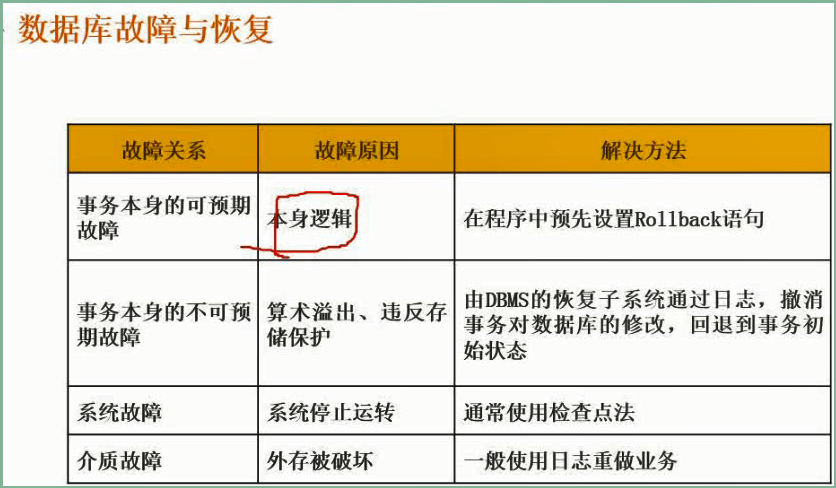 数据库故障与恢复
故障关系 故障原因 解决方法
事务本身的可预期
故障
本身逻辑
在程序中预先设置Rollback语句
事务本身的不可预
期故障
算术溢出、违反存
储保护
由DBMS的恢复子系统通过日志，撤消
事务对数据库的修改，回退到事务初
始状态
系统故障 系统停止运转 通常使用检查点法
介质故障 外存被破坏 一般使用日志重做业务